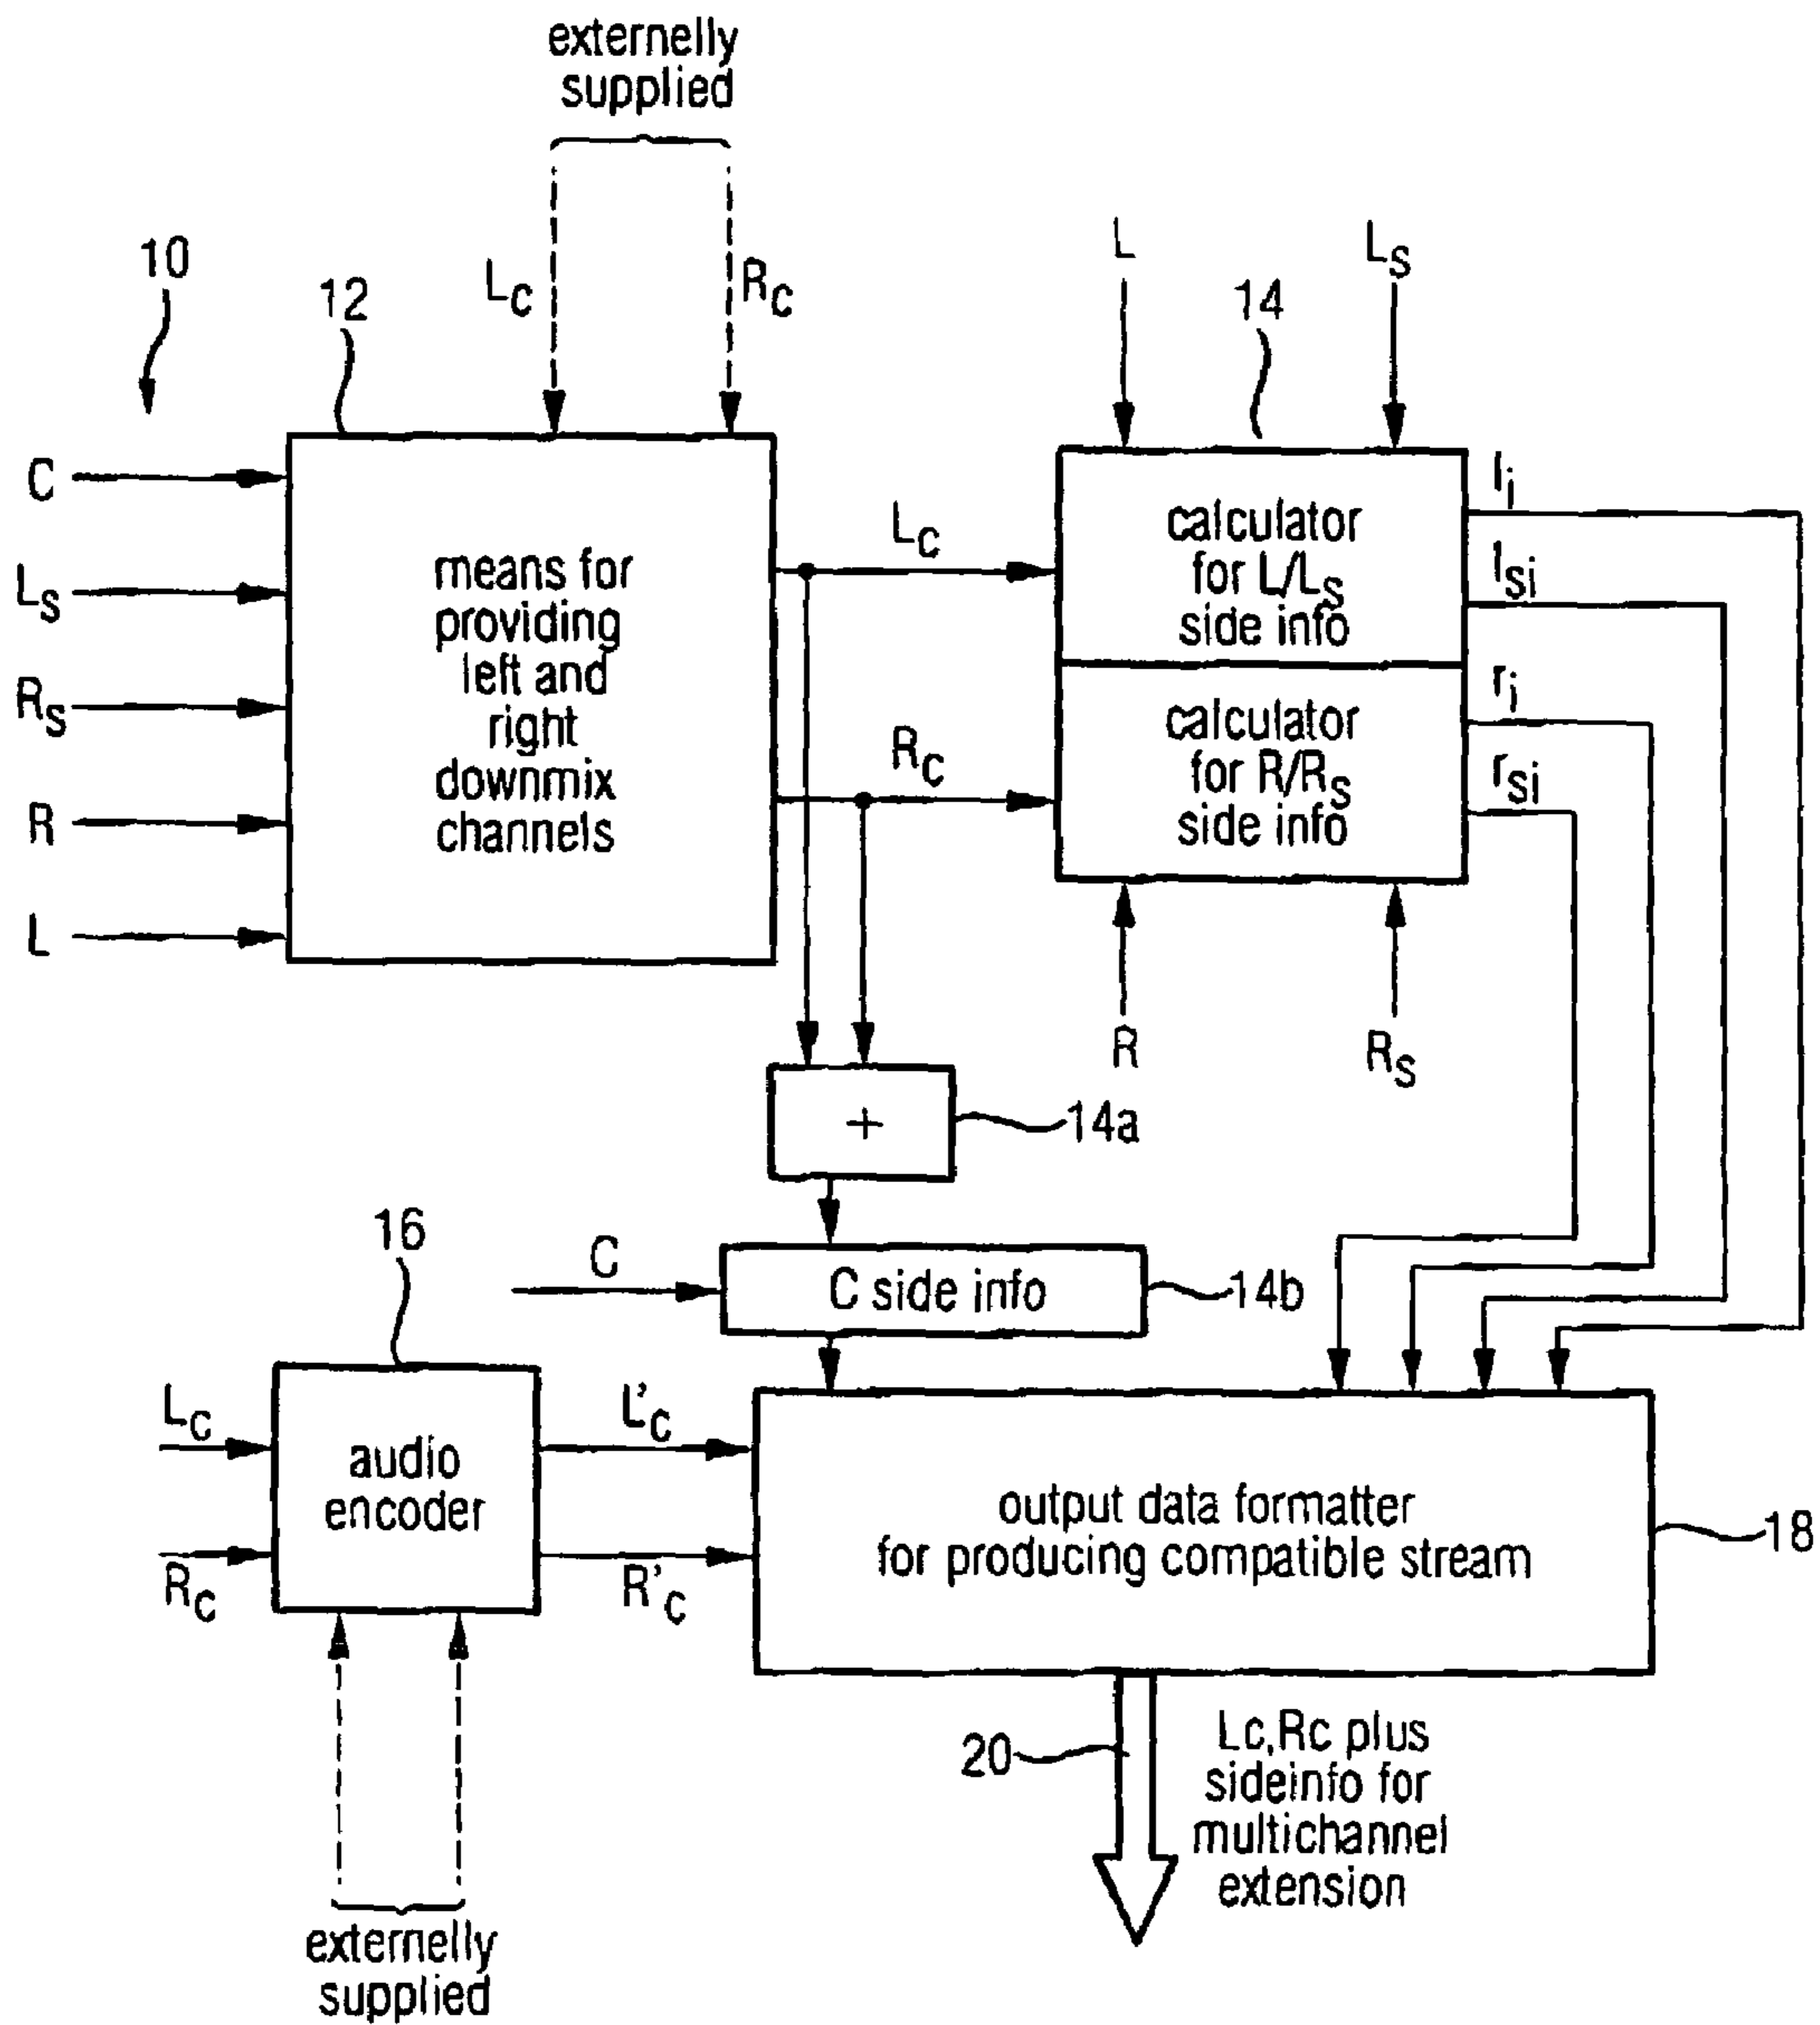 externelly
supplied
10
12
Lc
Rc
L
Ls
14
C
Ls
Rs
R
L
means for
providing
left and
right
downmix
channels
Lc
Rc
calculator
for L/Ls
side info
calculator
for R/Rs
side info
li
lsi
ri
rsi
R
Rs
+
14a
16
C
C side info
14b
Lc
Rc
audio
encoder
L'c
R'c
output data formatter
for producing compatible stream
18
20
Lc,Rc plus
sideinfo for
multichannel
extension
externelly
supplied